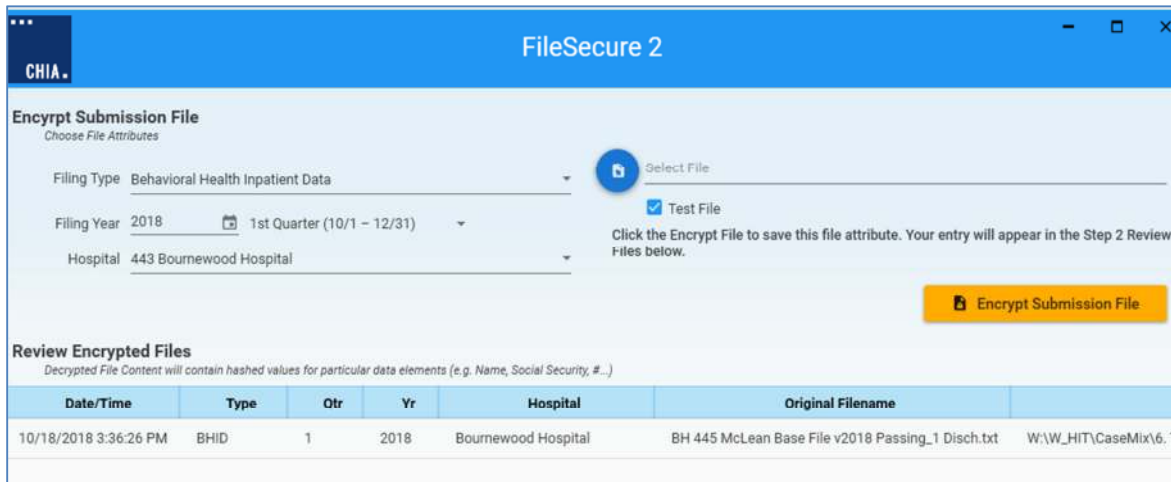 CHIA.
FileSecure 2
Encyrpt Submission File
Choose File Attributes
Filing Type Behavioral Health Inpatient Data
Select File
Filing Year 2018 1st Quarter (10/1 – 12/31)
Test File
Hospital 443 Bournewood Hospital
Click the Encrypt File to save this file attribute. Your entry will appear in the Step 2 Review
Files below.
Encrypt Submission File
Review Encrypted Files
Decrypted File Content will contain hashed values for particular data elements (e.g. Name, Social Security, #...)
Date/Time Type Qtr Yr Hospital Original Filename
10/18/2018 3:36:26 PM BHID 1 2018 Bournewood Hospital BH 445 McLean Base File v2018 Passing_1 Disch.txt W:\W_HIT\CaseMix\6.